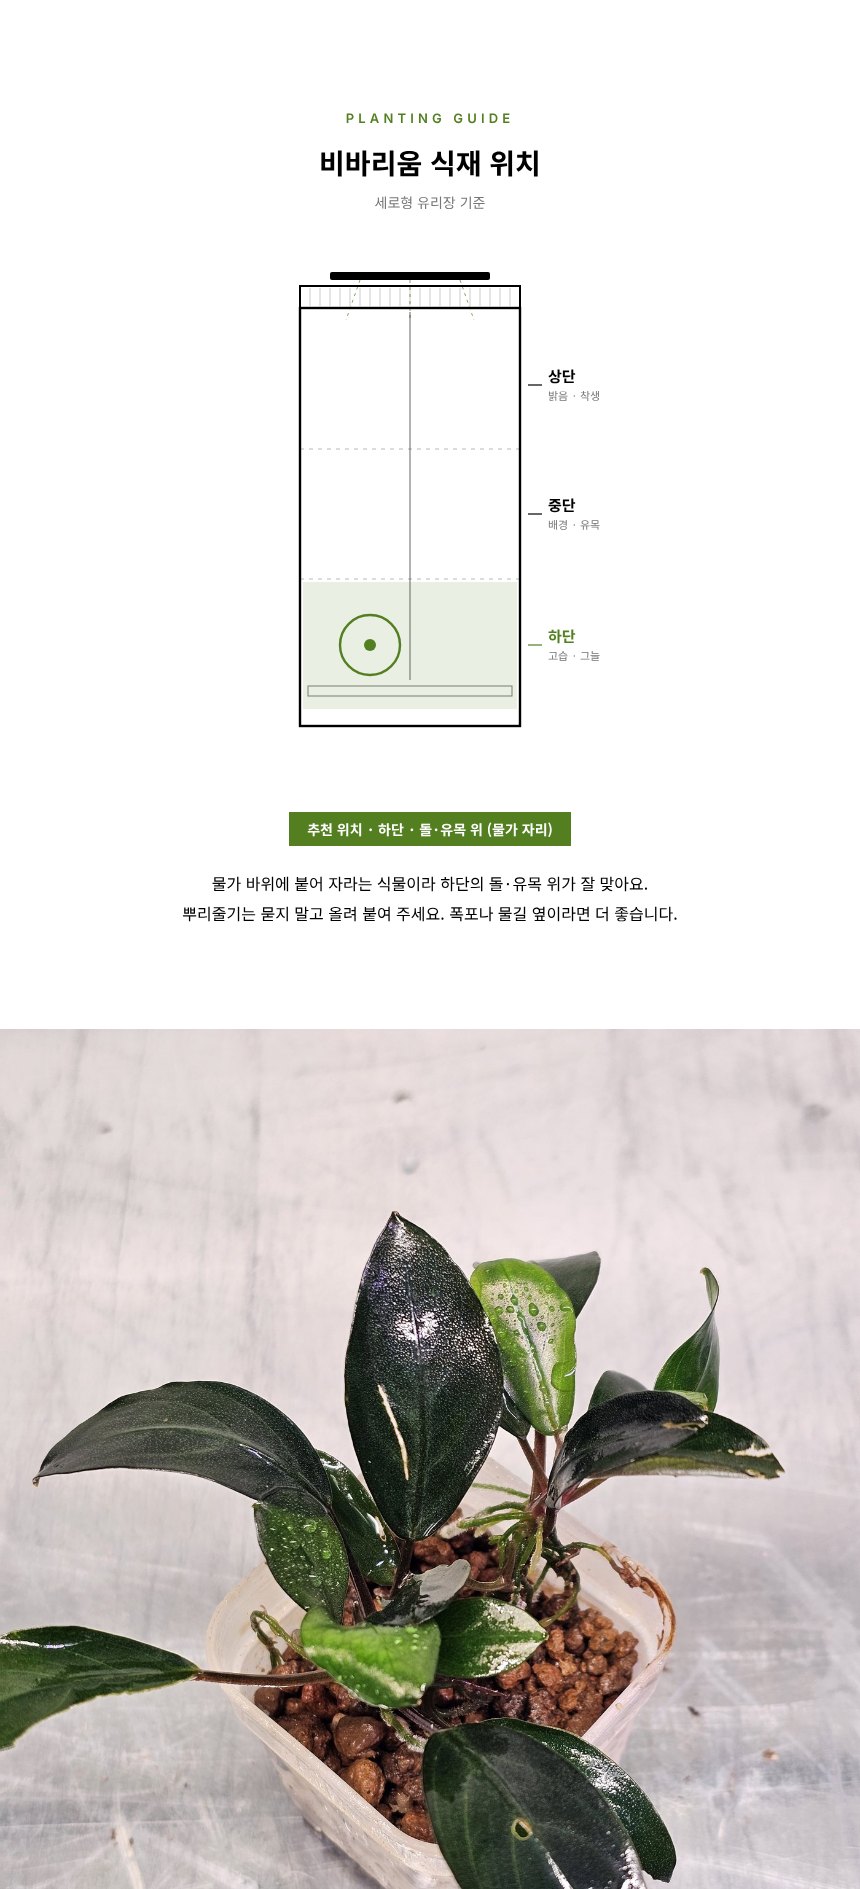 PLANTING GUIDE
비바리움 식재 위치
세로형 유리장 기준
상단
밝음 · 착생
중단
배경 · 유목
하단
고습 · 그늘
추천 위치 · 하단 · 돌·유목 위 (물가 자리)
물가 바위에 붙어 자라는 식물이라 하단의 돌·유목 위가 잘 맞아요.
뿌리줄기는 묻지 말고 올려 붙여 주세요. 폭포나 물길 옆이라면 더 좋습니다.